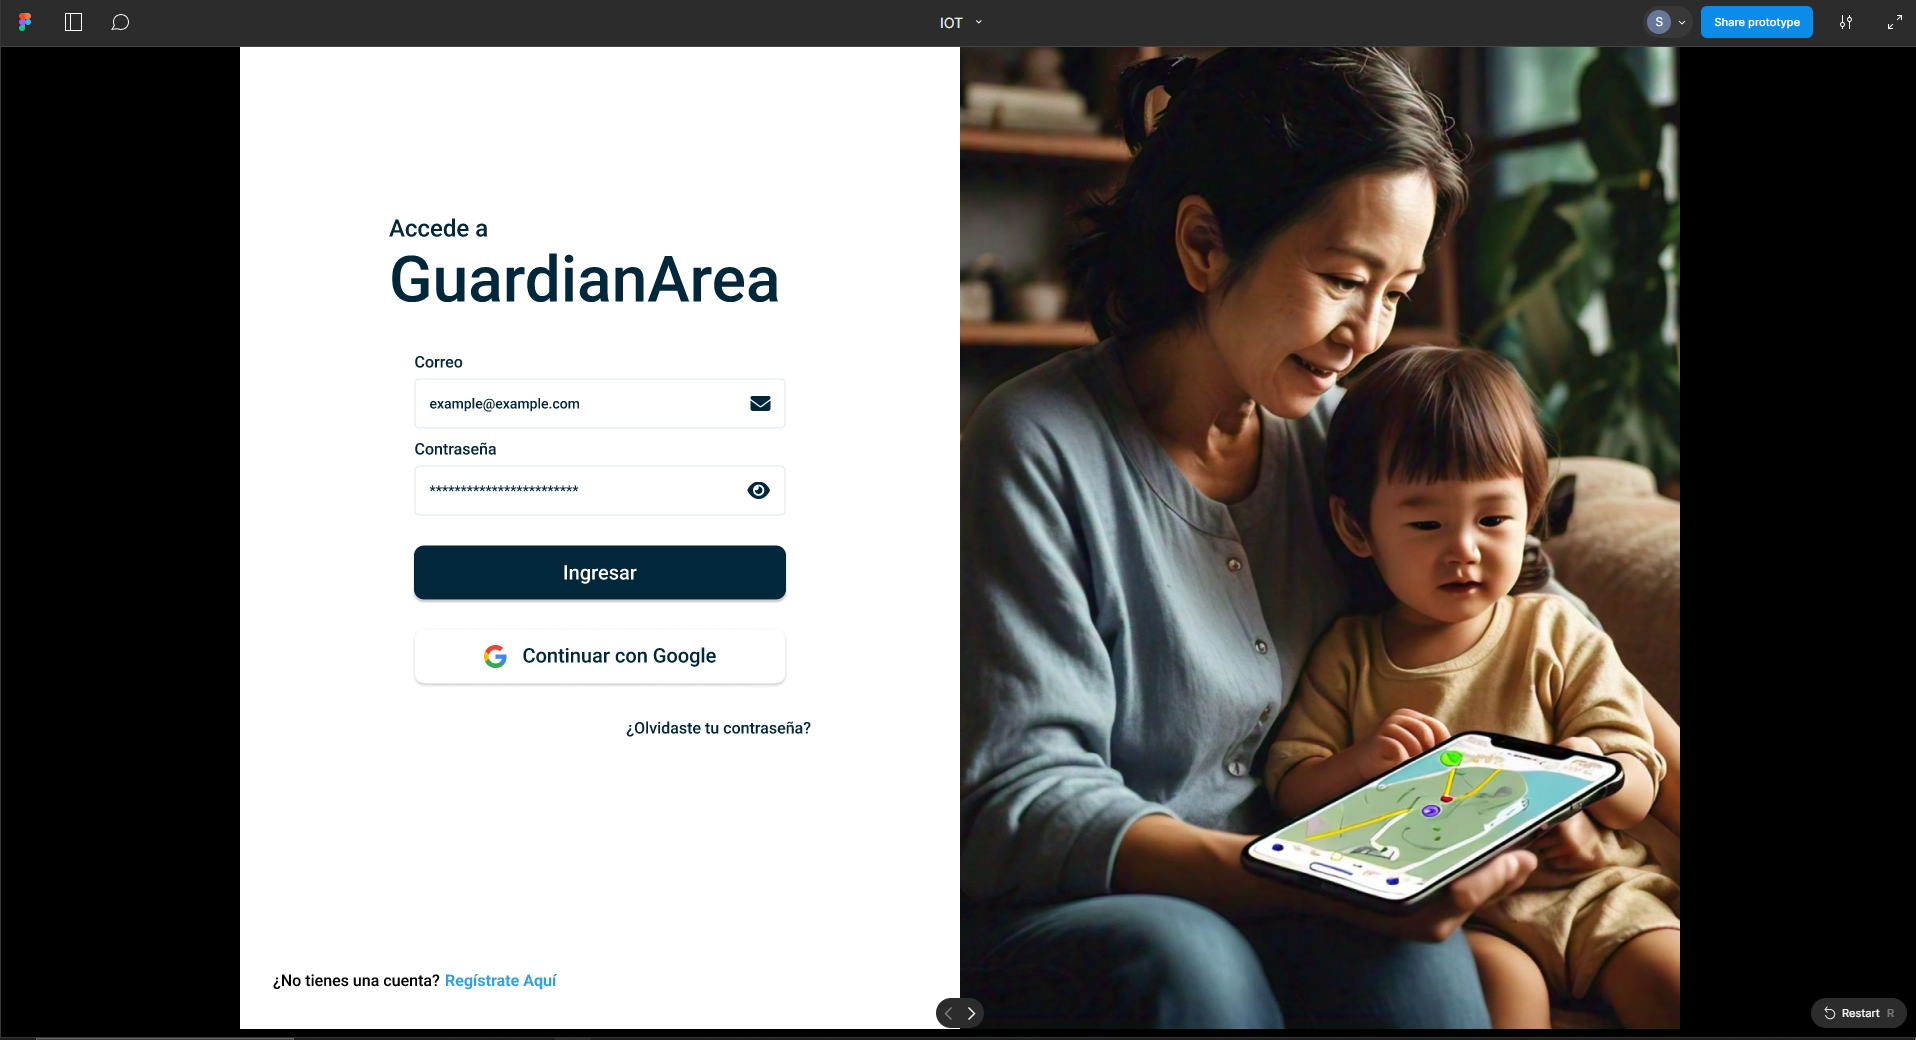 IOT
S
Share prototype
Accede a
GuardianArea
Correo
example@example.com
Contraseña
************************
Ingresar
Continuar con Google
¿Olvidaste tu contraseña?
¿No tienes una cuenta? Regístrate Aquí
Restart R